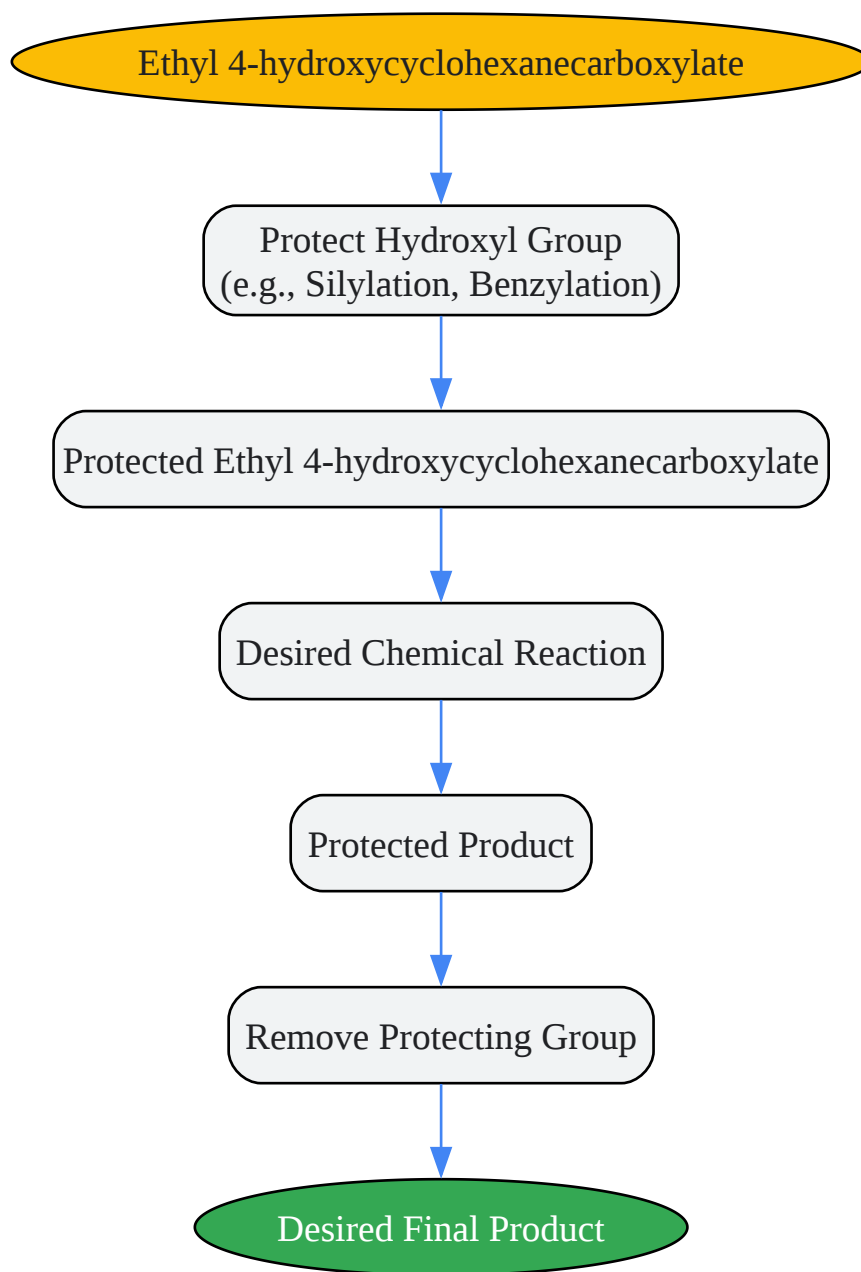 Ethyl 4-hydroxycyclohexanecarboxylate
Protect Hydroxyl Group
(e.g., Silylation, Benzylation)
Protected Ethyl 4-hydroxycyclohexanecarboxylate
Desired Chemical Reaction
Protected Product
Remove Protecting Group
Desired Final Product